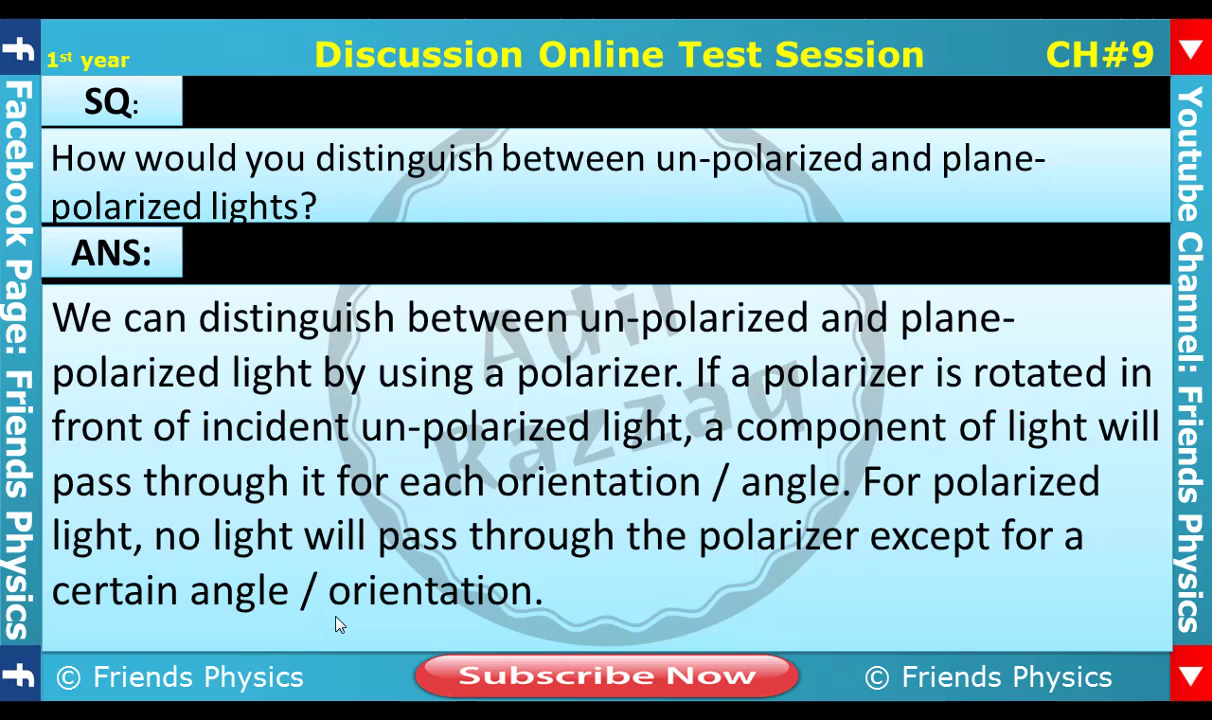 1st year
Discussion Online Test Session
CH#9
SQ:
How would you distinguish between un-polarized and plane-
polarized lights?
ANS:
We can distinguish between un-polarized and plane-
polarized light by using a polarizer. If a polarizer is rotated in
front of incident un-polarized light, a component of light will
pass through it for each orientation / angle. For polarized
light, no light will pass through the polarizer except for a
certain angle / orientation.
Adil
Razzaq
Facebook Page: Friends Physics
Youtube Channel: Friends Physics
© Friends Physics
Subscribe Now
© Friends Physics